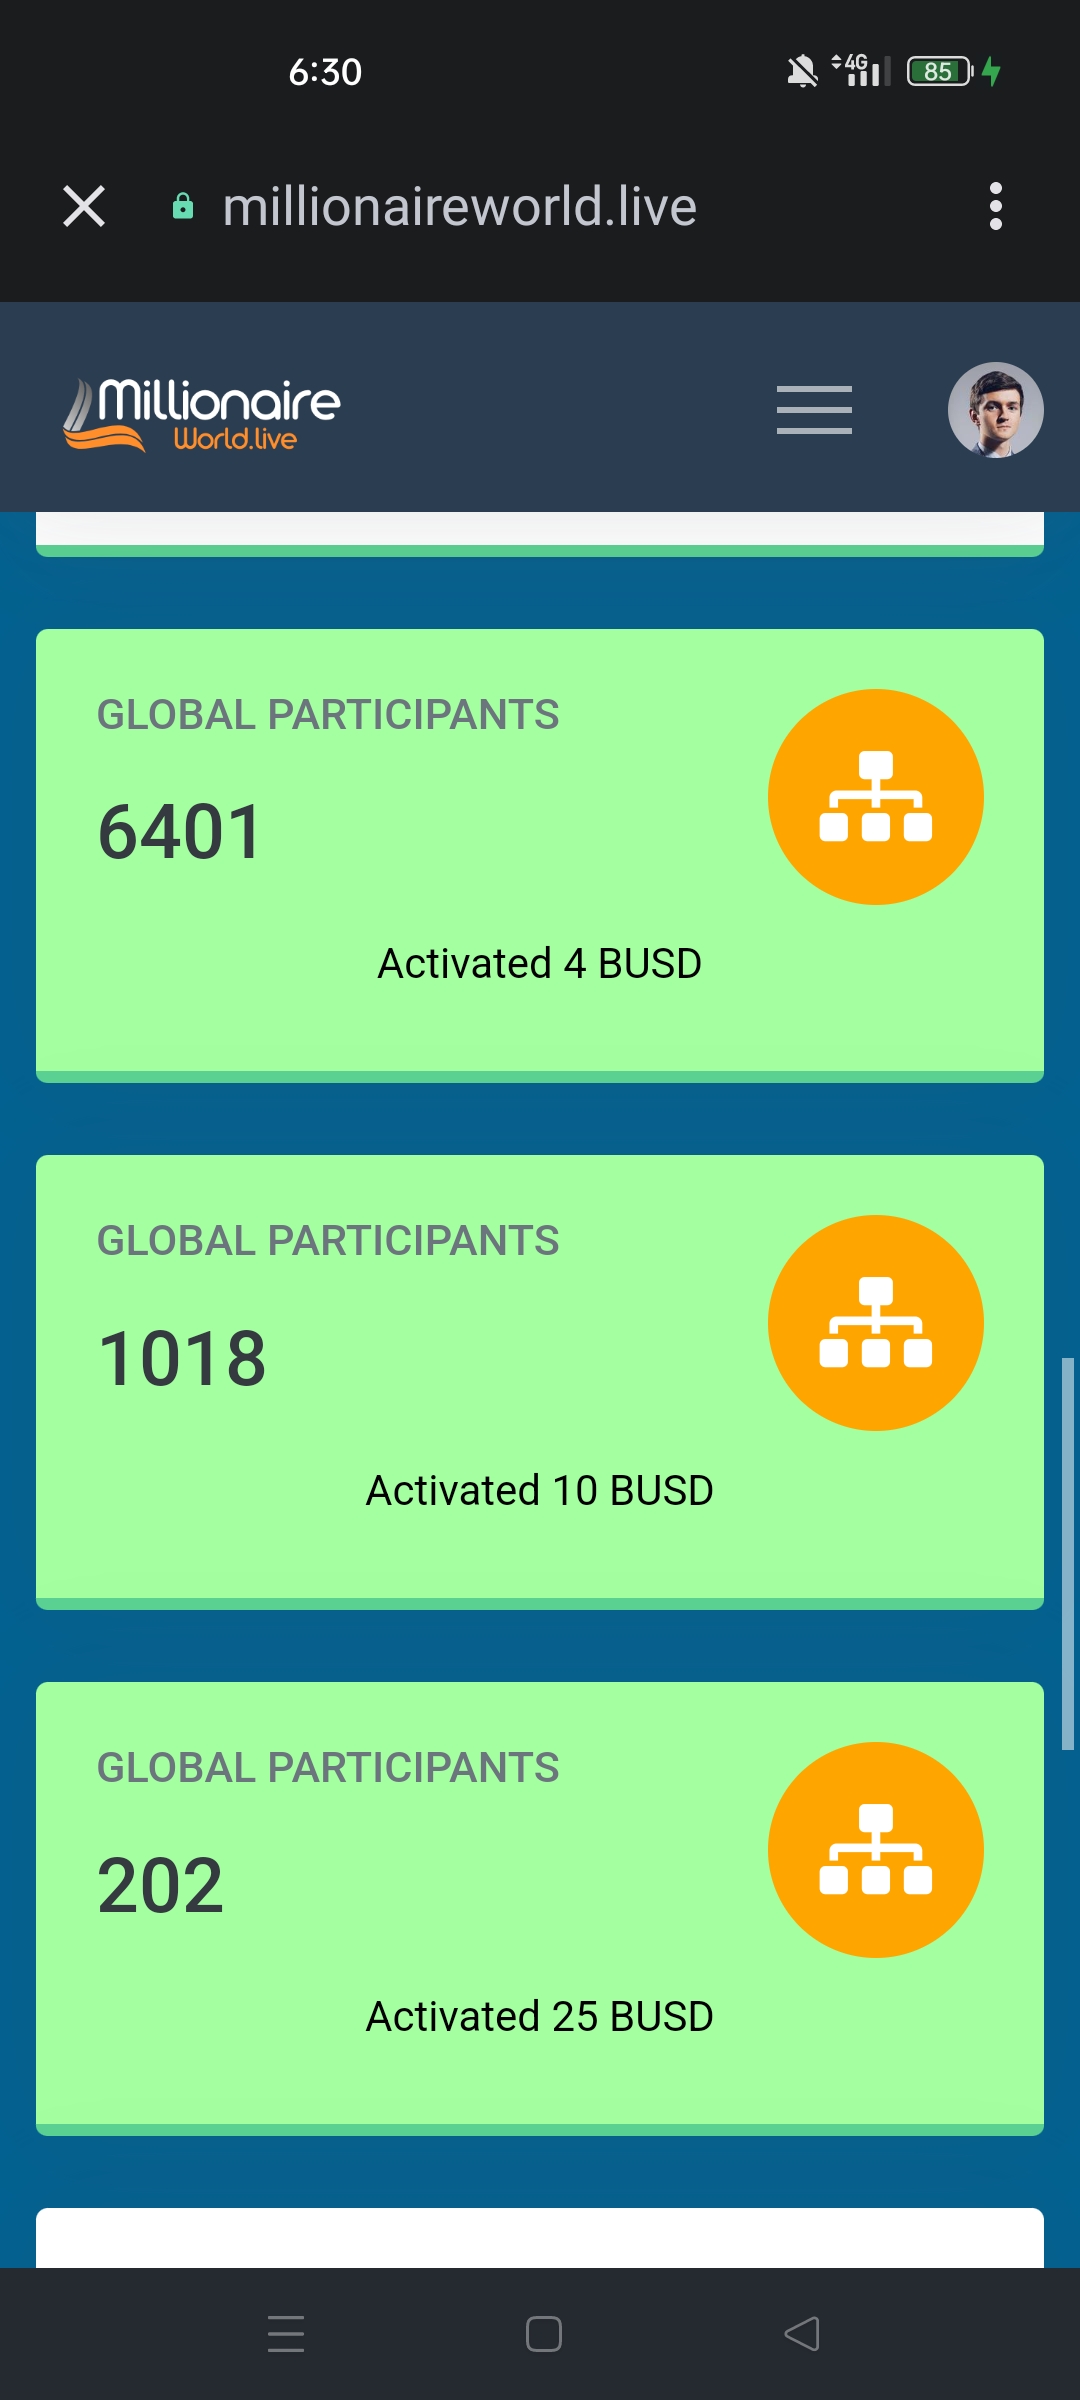 6:30
4G
85
millionaireworld.live
Millionaire
World.live
GLOBAL PARTICIPANTS
6401
Activated 4 BUSD
GLOBAL PARTICIPANTS
1018
Activated 10 BUSD
GLOBAL PARTICIPANTS
202
Activated 25 BUSD